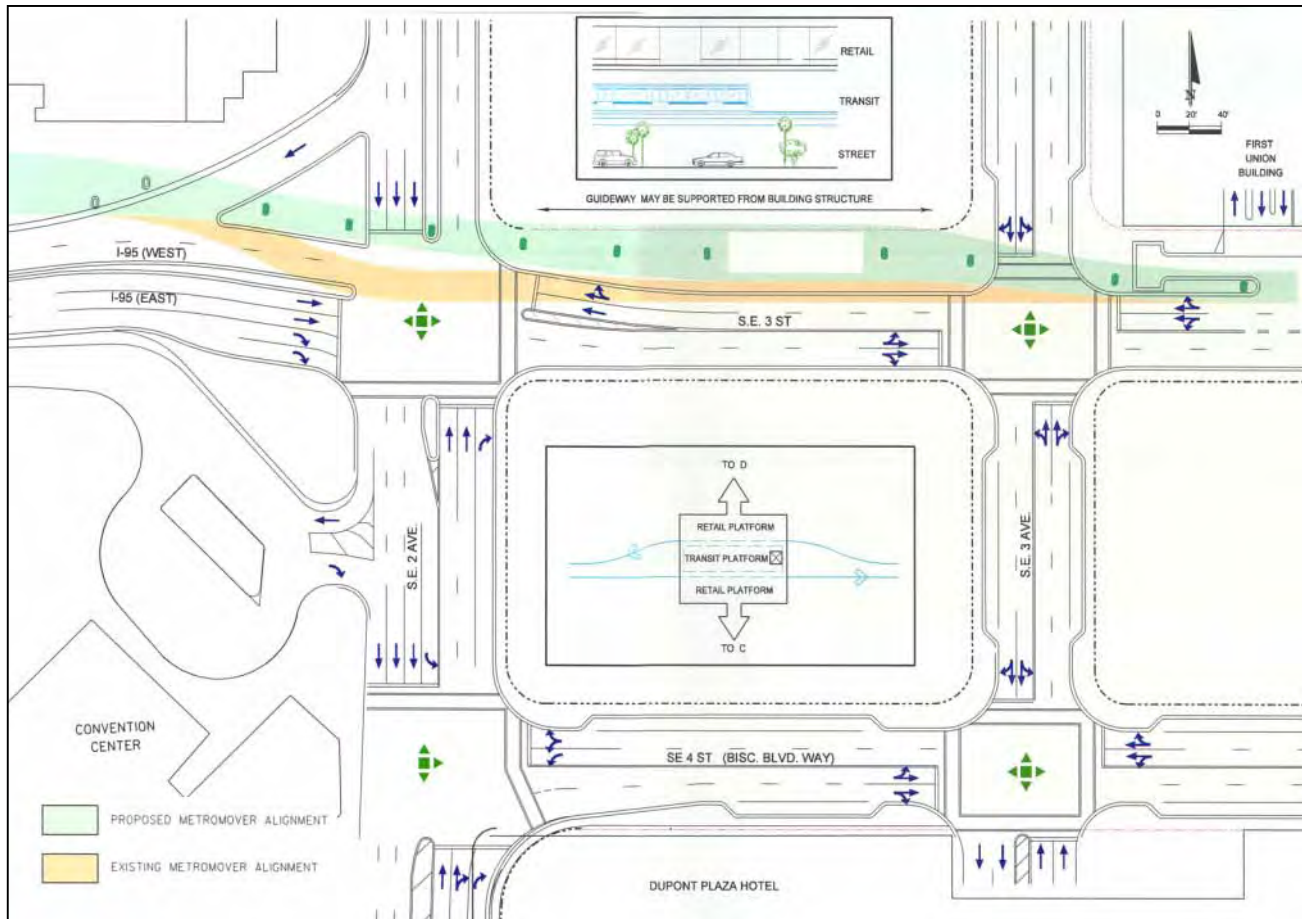 RETAIL
TRANSIT
STREET
GUIDEWAY MAY BE SUPPORTED FROM BUILDING STRUCTURE
N
0 20' 40'
FIRST
UNION
BUILDING
I-95 (WEST)
I-95 (EAST)
S.E. 3 ST
TO D
RETAIL PLATFORM
TRANSIT PLATFORM
RETAIL PLATFORM
TO C
S.E. 2 AVE.
S.E. 3 AVE.
CONVENTION
CENTER
SE 4 ST. (BISC. BLVD. WAY)
PROPOSED METROMOVER ALIGNMENT
EXISTING METROMOVER ALIGNMENT
DUPONT PLAZA HOTEL